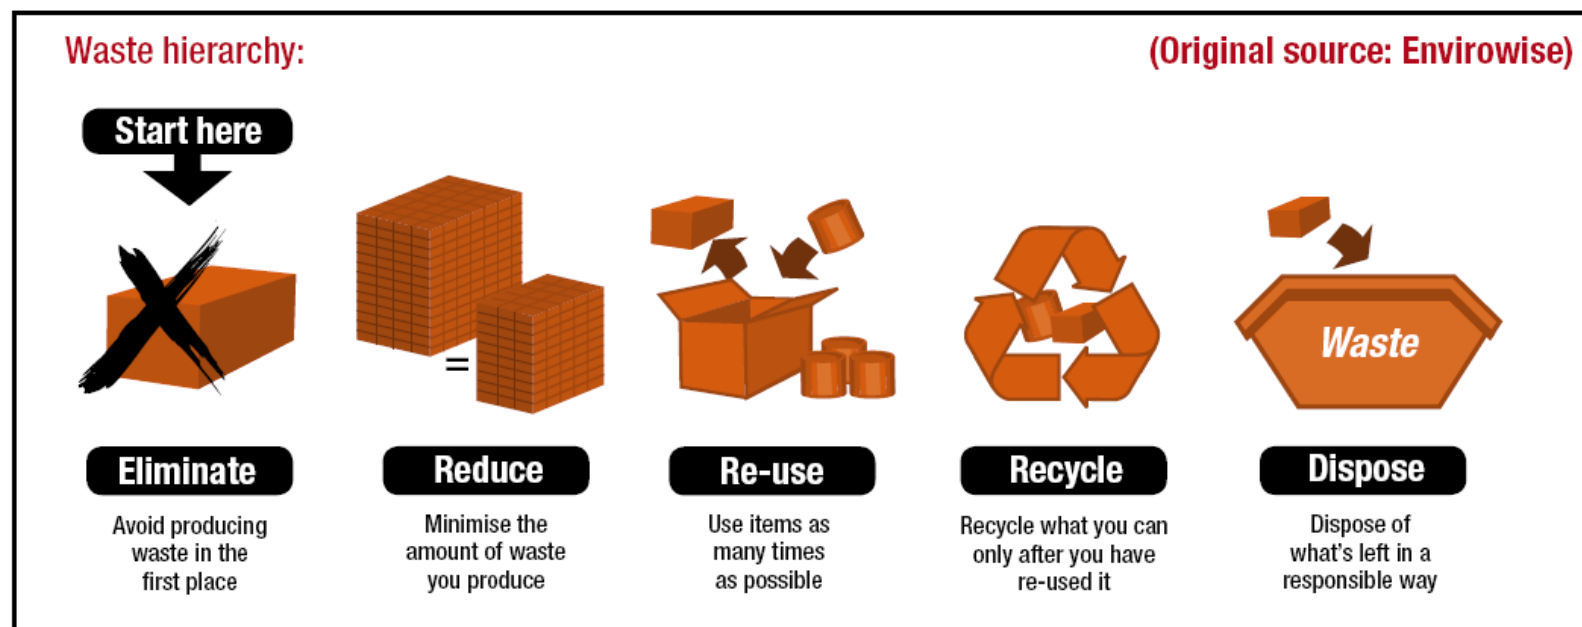 Waste hierarchy:
(Original source: Envirowise)
Start here
=
Waste
Eliminate
Avoid producing
waste in the
first place
Reduce
Minimise the
amount of waste
you produce
Re-use
Use items as
many times
as possible
Recycle
Recycle what you can
only after you have
re-used it
Dispose
Dispose of
what's left in a
responsible way